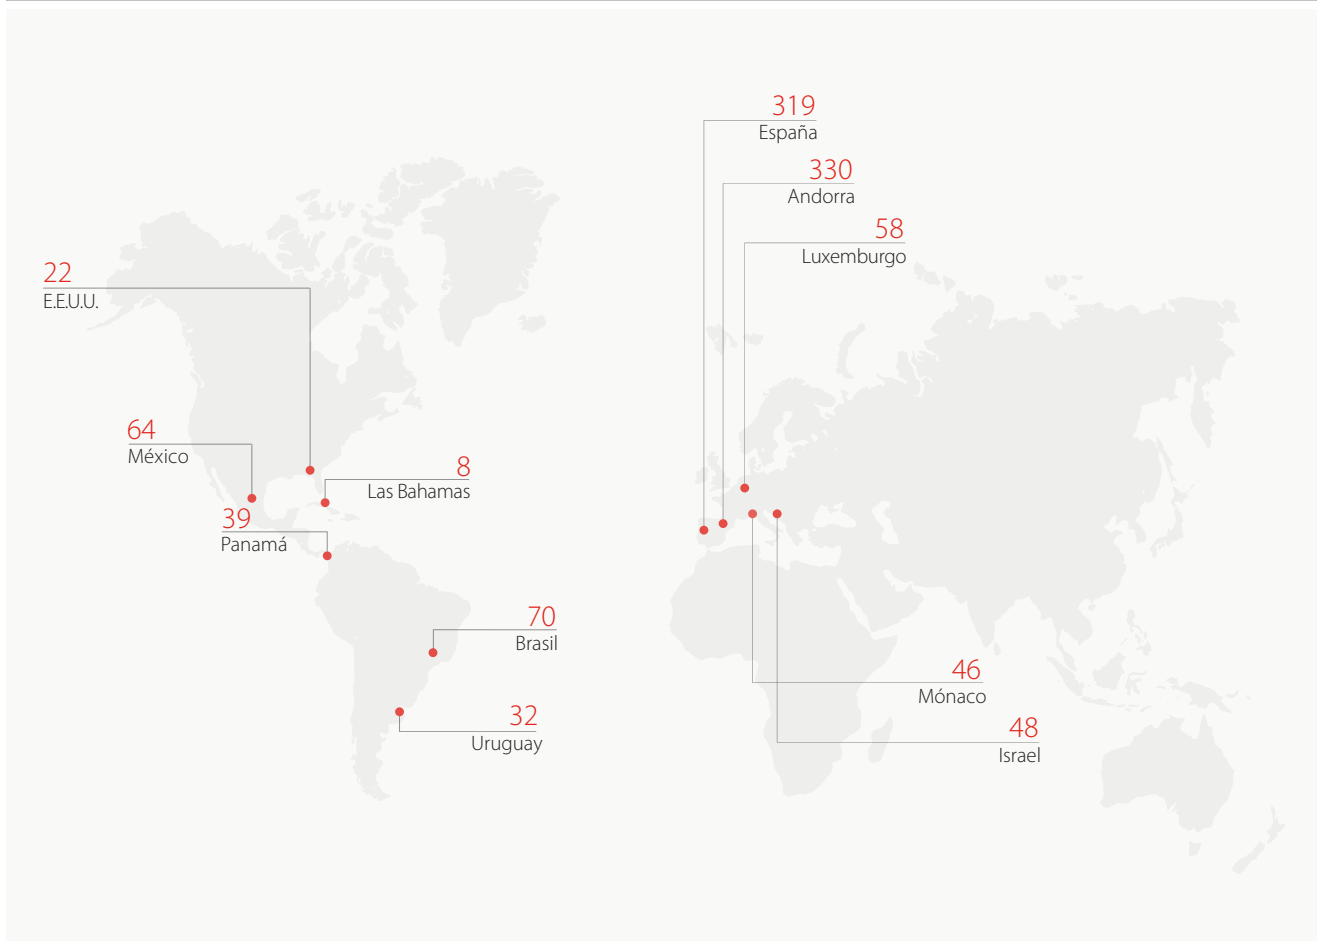 319
España
330
Andorra
58
Luxemburgo
22
E.E.U.U.
64
México
8
Las Bahamas
39
Panamá
70
Brasil
46
Mónaco
32
Uruguay
48
Israel